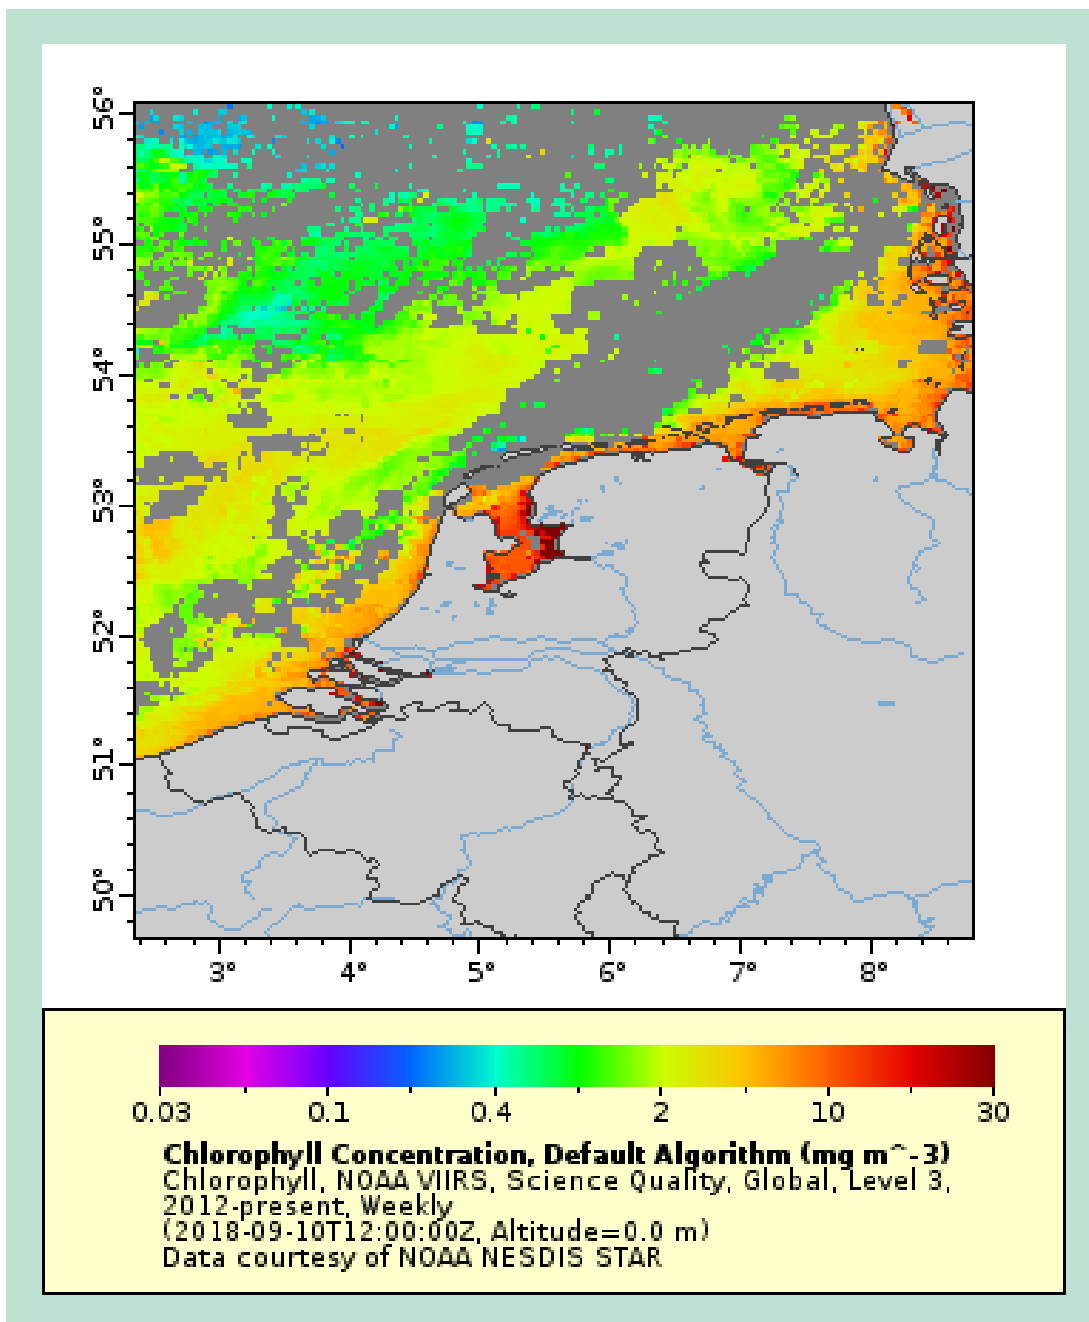 56°
55°
54°
53°
52°
51°
50°
3° 4° 5° 6° 7° 8°
0.03 0.1 0.4 2 10 30
Chlorophyll Concentration, Default Algorithm (mg m^-3)
Chlorophyll, NOAA VIIRS, Science Quality, Global, Level 3,
2012-present, Weekly
(2018-09-10T12:00:00Z, Altitude=0.0 m)
Data courtesy of NOAA NESDIS STAR